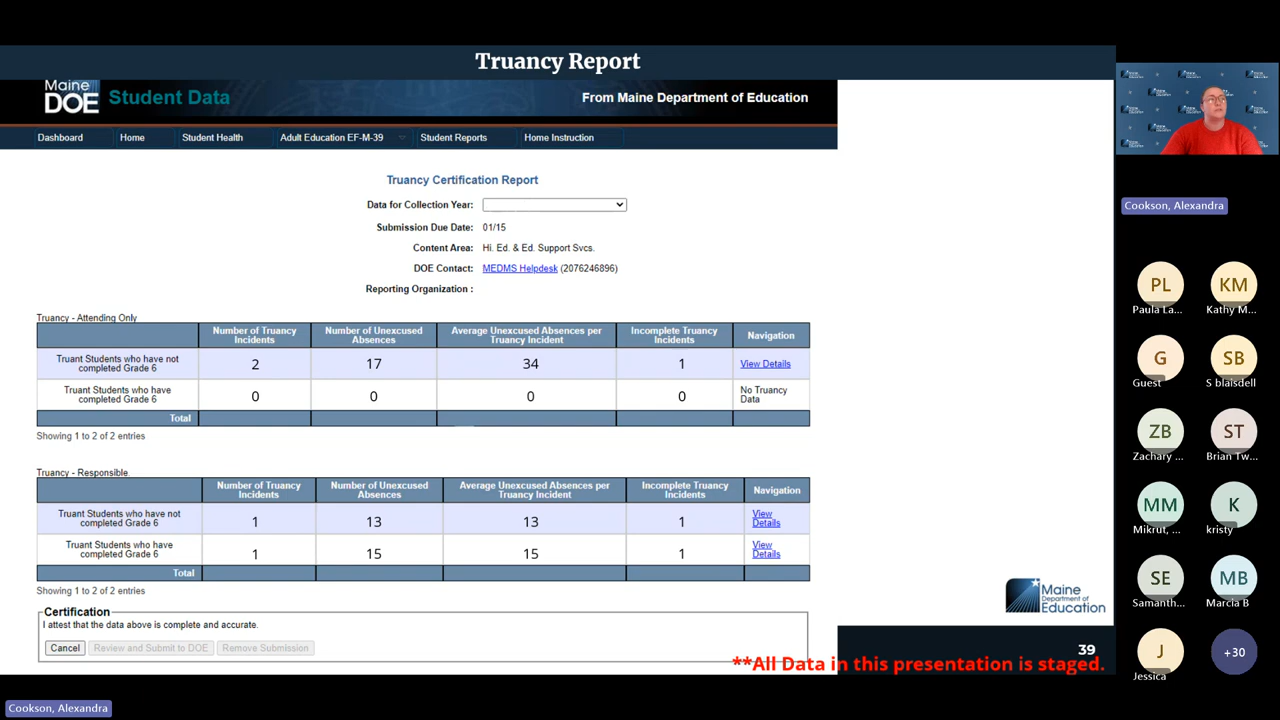 Truancy Report
Maine
DOE
Student Data
From Maine Department of Education
Dashboard Home Student Health Adult Education EF-M-39 Student Reports Home Instruction
Truancy Certification Report
Data for Collection Year:
Submission Due Date: 01/15
Content Area: Hi. Ed. & Ed. Support Svcs.
DOE Contact: MEDMS Helpdesk (2076246896)
Reporting Organization :
Truancy - Attending Only
Number of Truancy Incidents Number of Unexcused Absences Average Unexcused Absences per Truancy Incident Incomplete Truancy Incidents Navigation
Truant Students who have not completed Grade 6 2 17 34 1 View Details
Truant Students who have completed Grade 6 0 0 0 0 No Truancy Data
Total
Showing 1 to 2 of 2 entries
Truancy - Responsible
Number of Truancy Incidents Number of Unexcused Absences Average Unexcused Absences per Truancy Incident Incomplete Truancy Incidents Navigation
Truant Students who have not completed Grade 6 1 13 13 1 View Details
Truant Students who have completed Grade 6 1 15 15 1 View Details
Total
Showing 1 to 2 of 2 entries
Certification
I attest that the data above is complete and accurate.
Cancel Review and Submit to DOE Remove Submission
Maine
Department of
Education
39
**All Data in this presentation is staged.
Cookson, Alexandra
Cookson, Alexandra
PL KM
Paula La... Kathy M...
G SB
Guest S blaisdell
ZB ST
Zachary ... Brian Tw...
MM K
Mikrut, ... kristy
SE MB
Samanth... Marcia B
J +30
Jessica